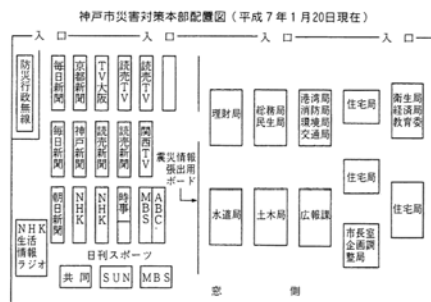 神戸市災害対策本部配置図(平成7年1月20日現在)
入口 入口 入口 入口
防災行政無線
毎日新聞
京都新聞
TV大阪
読売TV
読売TV
毎日新聞
神戸新聞
読売新聞
読売新聞
関西TV
震災情報
張出用
ボード
朝日新聞
NHK
NHK
時事
MBS
ABC・
日刊スポーツ
NHK
生活
情報
ラジオ
共同
SUN
MBS
理財局
総務局
民生局
港湾局
消防局
環境局
交通局
住宅局
衛生局
経済局
教育委
住宅局
水道局
土木局
広報課
市長室
企画調
整局
住宅局
窓側